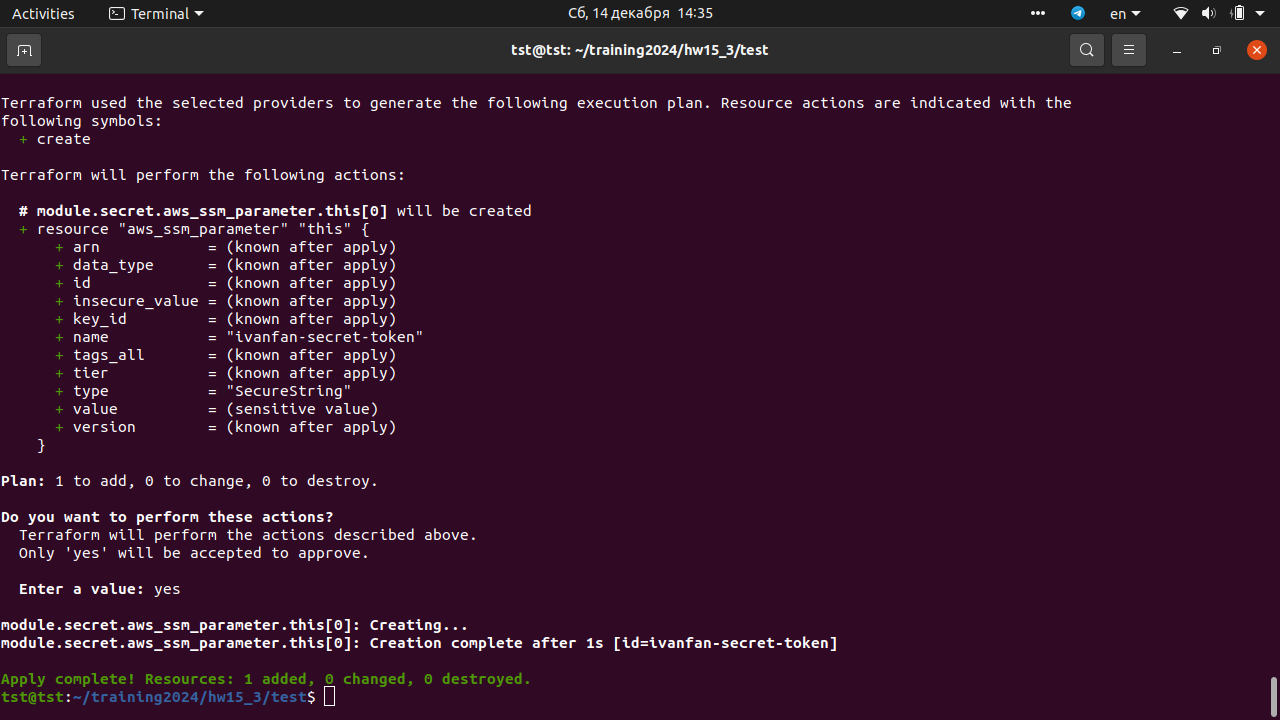 Activities Terminal Сб, 14 декабря 14:35 en
tst@tst: ~/training2024/hw15_3/test
Terraform used the selected providers to generate the following execution plan. Resource actions are indicated with the
following symbols:
  + create
Terraform will perform the following actions:
  # module.secret.aws_ssm_parameter.this[0] will be created
  + resource "aws_ssm_parameter" "this" {
      + arn            = (known after apply)
      + data_type      = (known after apply)
      + id             = (known after apply)
      + insecure_value = (known after apply)
      + key_id         = (known after apply)
      + name           = "ivanfan-secret-token"
      + tags_all       = (known after apply)
      + tier           = (known after apply)
      + type           = "SecureString"
      + value          = (sensitive value)
      + version        = (known after apply)
    }
Plan: 1 to add, 0 to change, 0 to destroy.
Do you want to perform these actions?
  Terraform will perform the actions described above.
  Only 'yes' will be accepted to approve.
  Enter a value: yes
module.secret.aws_ssm_parameter.this[0]: Creating...
module.secret.aws_ssm_parameter.this[0]: Creation complete after 1s [id=ivanfan-secret-token]
Apply complete! Resources: 1 added, 0 changed, 0 destroyed.
tst@tst:~/training2024/hw15_3/test$